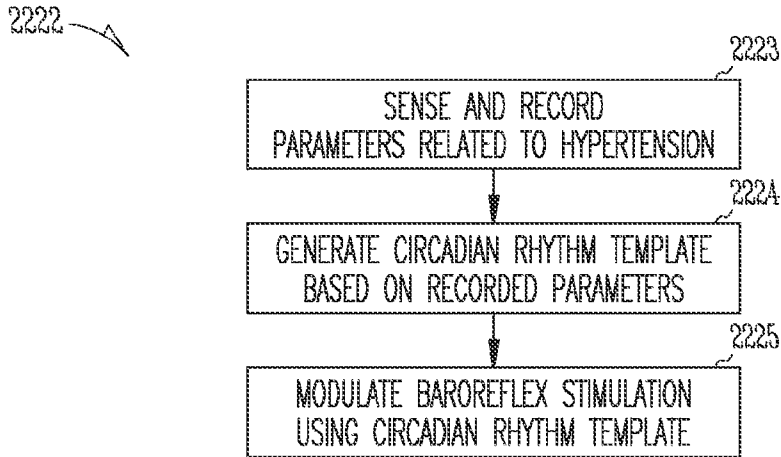 2222
2223
SENSE AND RECORD
PARAMETERS RELATED TO HYPERTENSION
2224
GENERATE CIRCADIAN RHYTHM TEMPLATE
BASED ON RECORDED PARAMETERS
2225
MODULATE BAROREFLEX STIMULATION
USING CIRCADIAN RHYTHM TEMPLATE